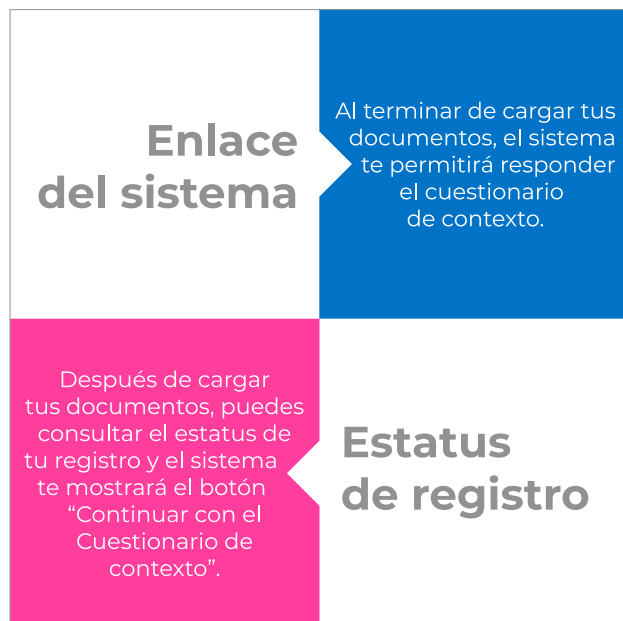 Enlace
del sistema
Al terminar de cargar tus
documentos, el sistema
te permitirá responder
el cuestionario
de contexto.
Después de cargar
tus documentos, puedes
consultar el estatus de
tu registro y el sistema
te mostrará el botón
“Continuar con el
Cuestionario de
contexto”.
Estatus
de registro